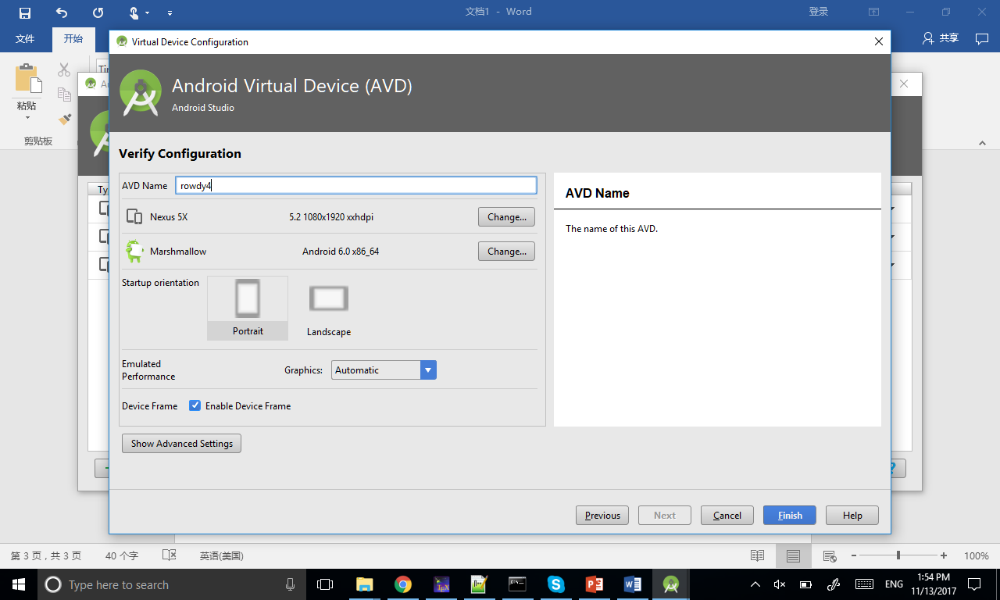 文档1 - Word
登录
文件
开始
共享
粘贴
剪贴板
Virtual Device Configuration
Android Virtual Device (AVD)
Android Studio
Verify Configuration
AVD Name rowdy4
Nexus 5X 5.2 1080x1920 xxhdpi Change...
Marshmallow Android 6.0 x86_64 Change...
Startup orientation
Portrait
Landscape
Emulated
Performance
Graphics: Automatic
Device Frame Enable Device Frame
Show Advanced Settings
AVD Name
The name of this AVD.
Previous Next Cancel Finish Help
第 3 页，共 3 页 40 个字 英语(美国) 100%
Type here to search
ENG
1:54 PM
11/13/2017